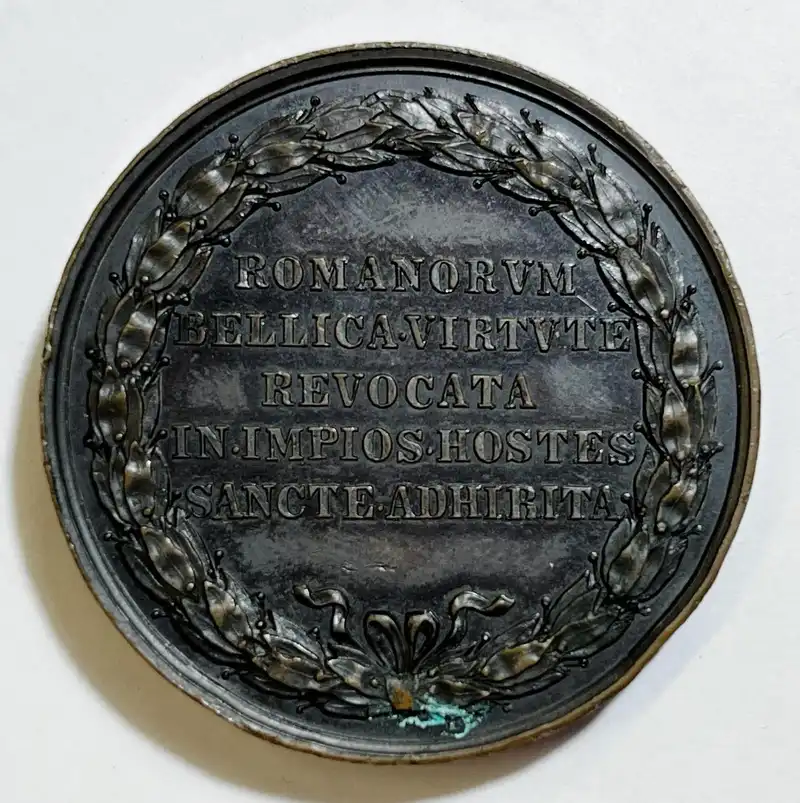 ROMANORVM
BELLICA·VIRTVTE
REVOCATA
IN·IMPIOS·HOSTES
SANCTE·ADHIBITA